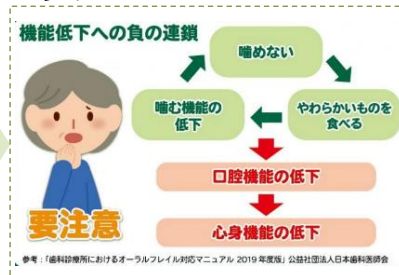 機能低下への負の連鎖
噛めない
噛む機能の
低下
やわらかいものを
食べる
口腔機能の低下
心身機能の低下
要注意
参考：「歯科診療所におけるオーラルフレイル対応マニュアル 2019年度版」公益社団法人日本歯科医師会